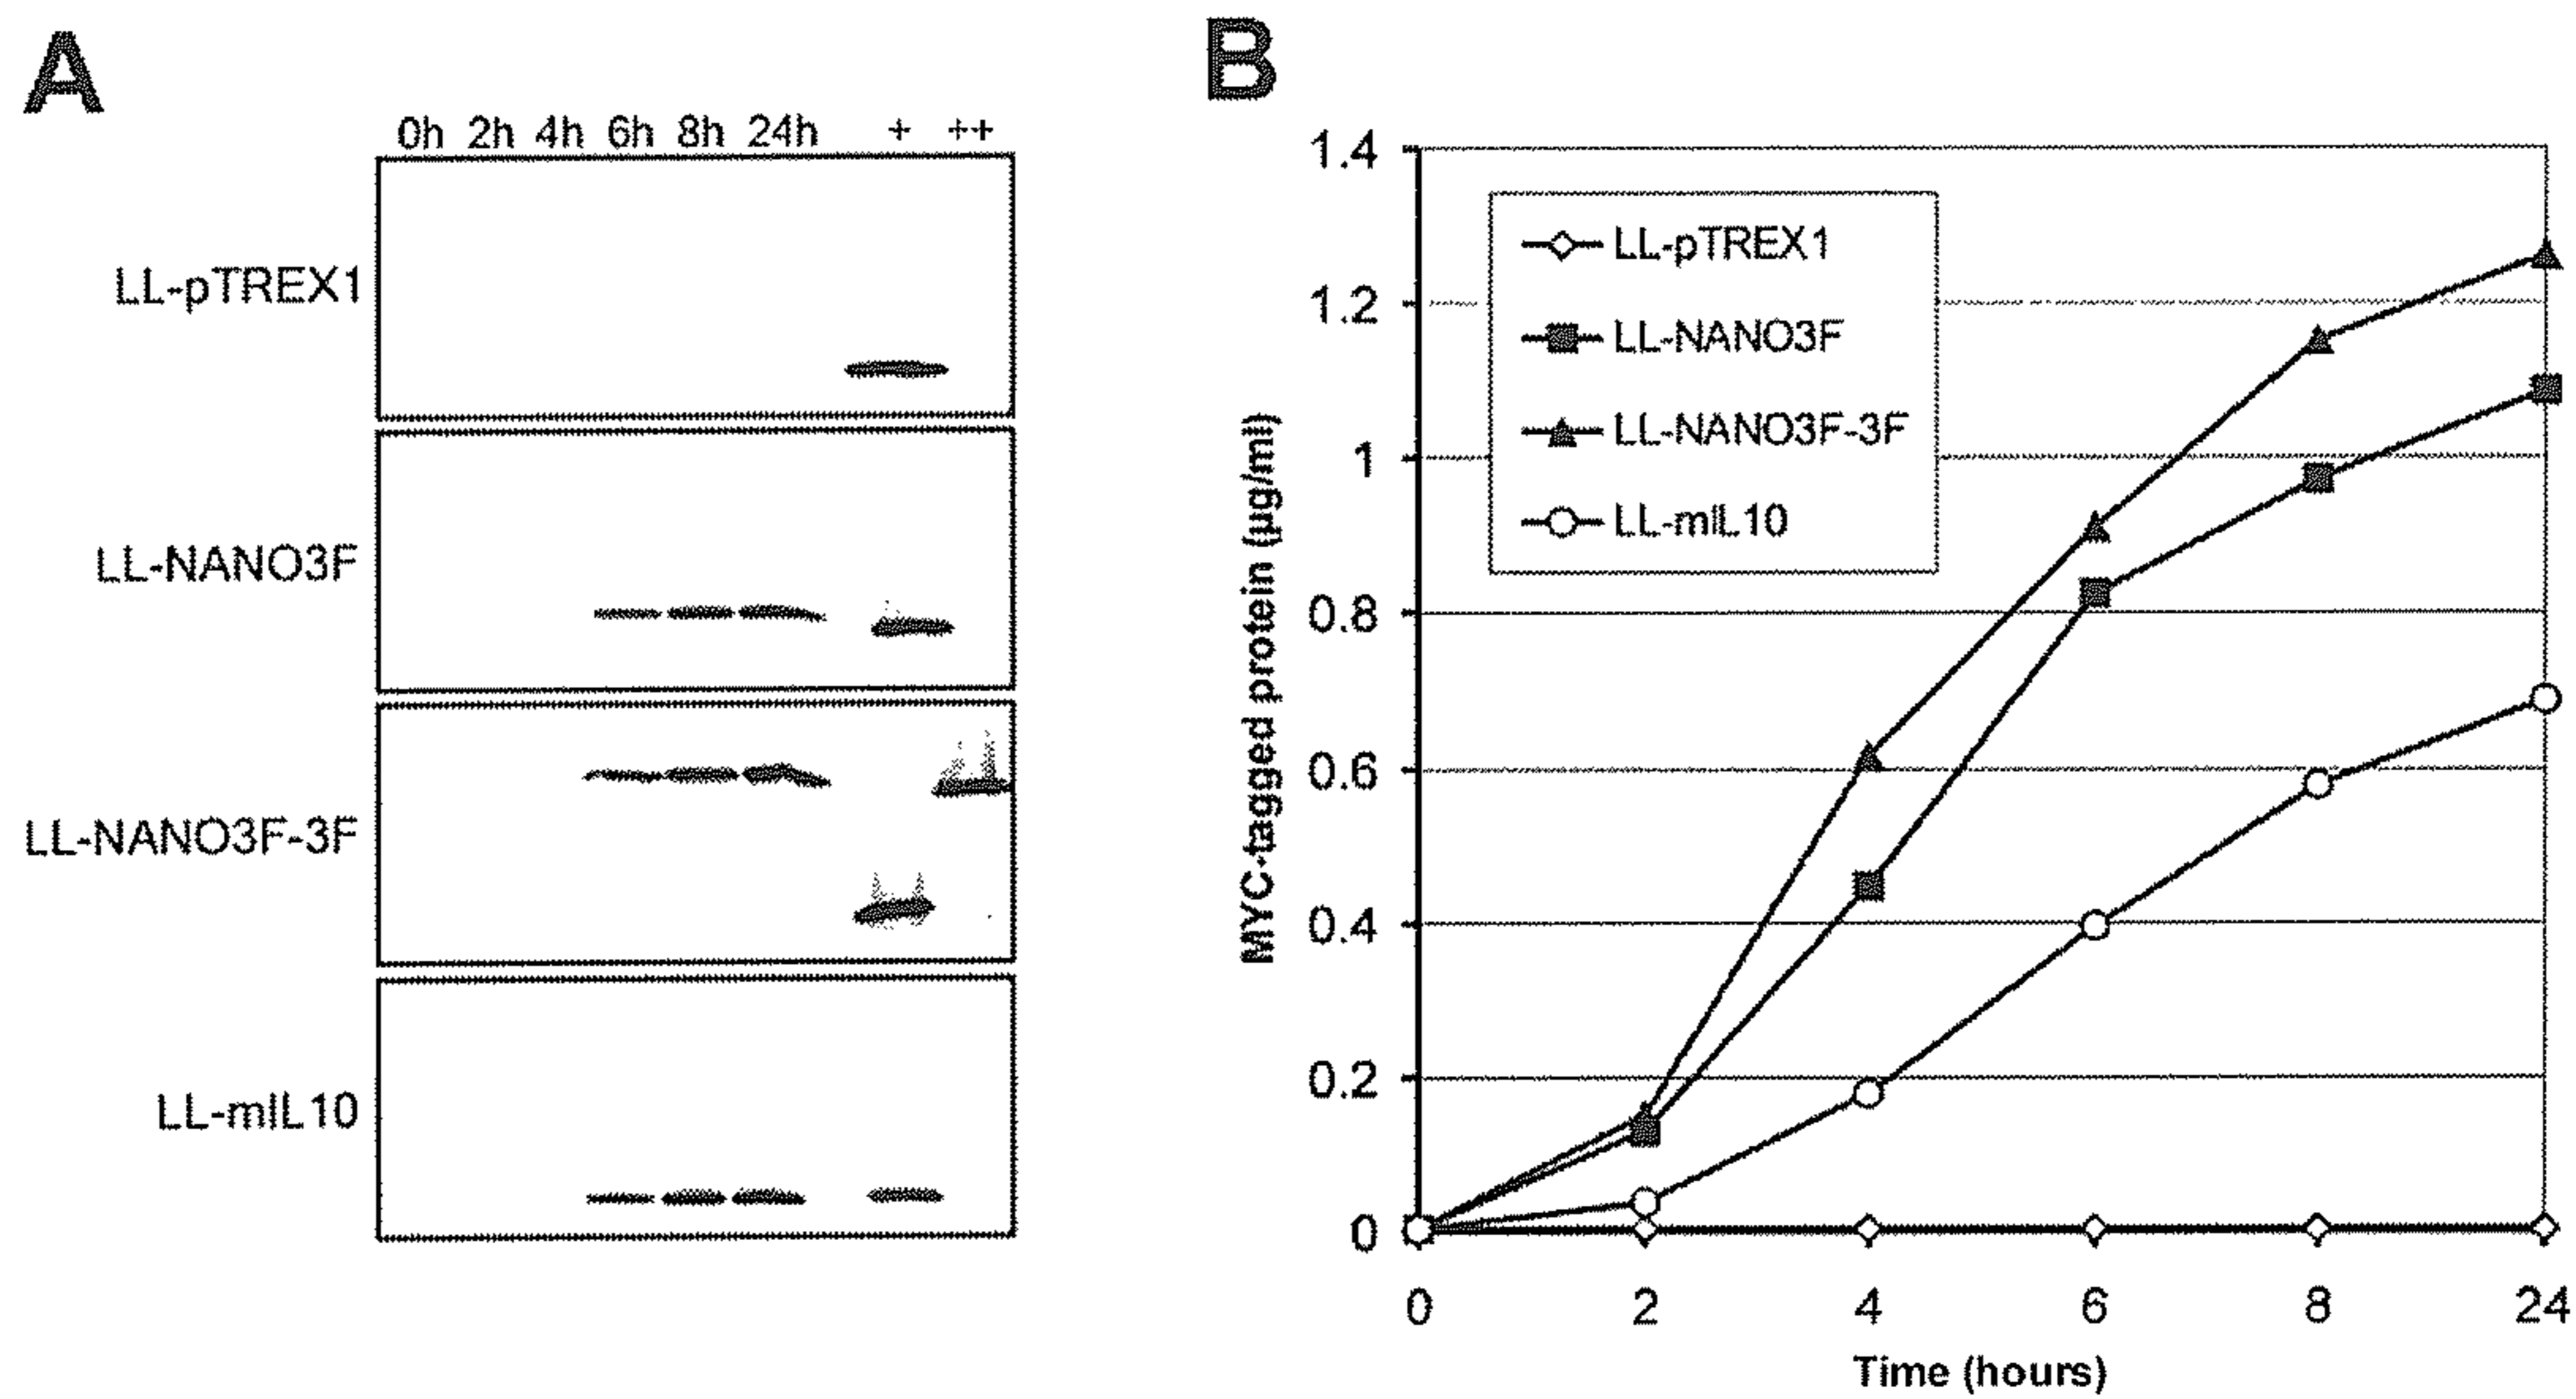 A
0h 2h 4h 6h 8h 24h + ++
LL-pTREX1
LL-NANO3F
LL-NANO3F-3F
LL-mIL10
B
MYC-tagged protein (µg/ml)
1.4
1.2
1
0.8
0.6
0.4
0.2
0
LL-pTREX1
LL-NANO3F
LL-NANO3F-3F
LL-mIL10
0 2 4 6 8 24
Time (hours)